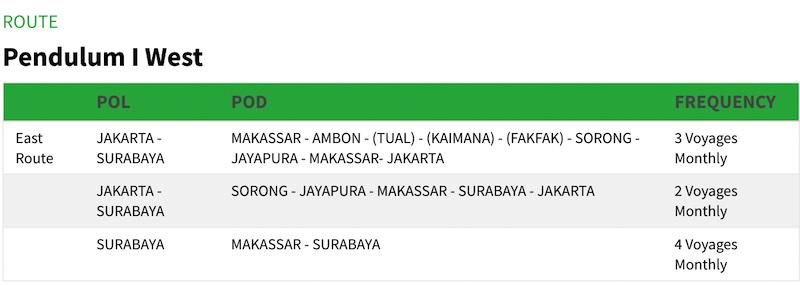 ROUTE
Pendulum I West
POL POD FREQUENCY
East Route JAKARTA - SURABAYA MAKASSAR - AMBON - (TUAL) - (KAIMANA) - (FAKFAK) - SORONG - JAYAPURA - MAKASSAR- JAKARTA 3 Voyages Monthly
JAKARTA - SURABAYA SORONG - JAYAPURA - MAKASSAR - SURABAYA - JAKARTA 2 Voyages Monthly
SURABAYA MAKASSAR - SURABAYA 4 Voyages Monthly